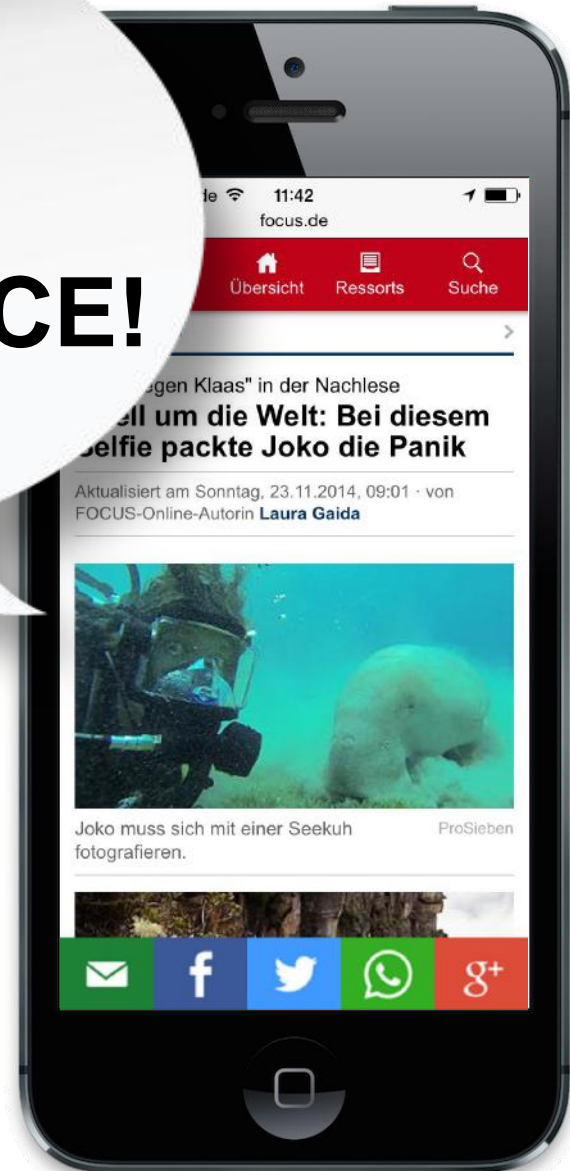 CE!
11:42
focus.de
Übersicht Ressorts Suche
Klaas" in der Nachlese
um die Welt: Bei diesem
Selfie packte Joko die Panik
Aktualisiert am Sonntag, 23.11.2014, 09:01 · von
FOCUS-Online-Autorin Laura Gaida
Joko muss sich mit einer Seekuh
fotografieren.
ProSieben
f g+